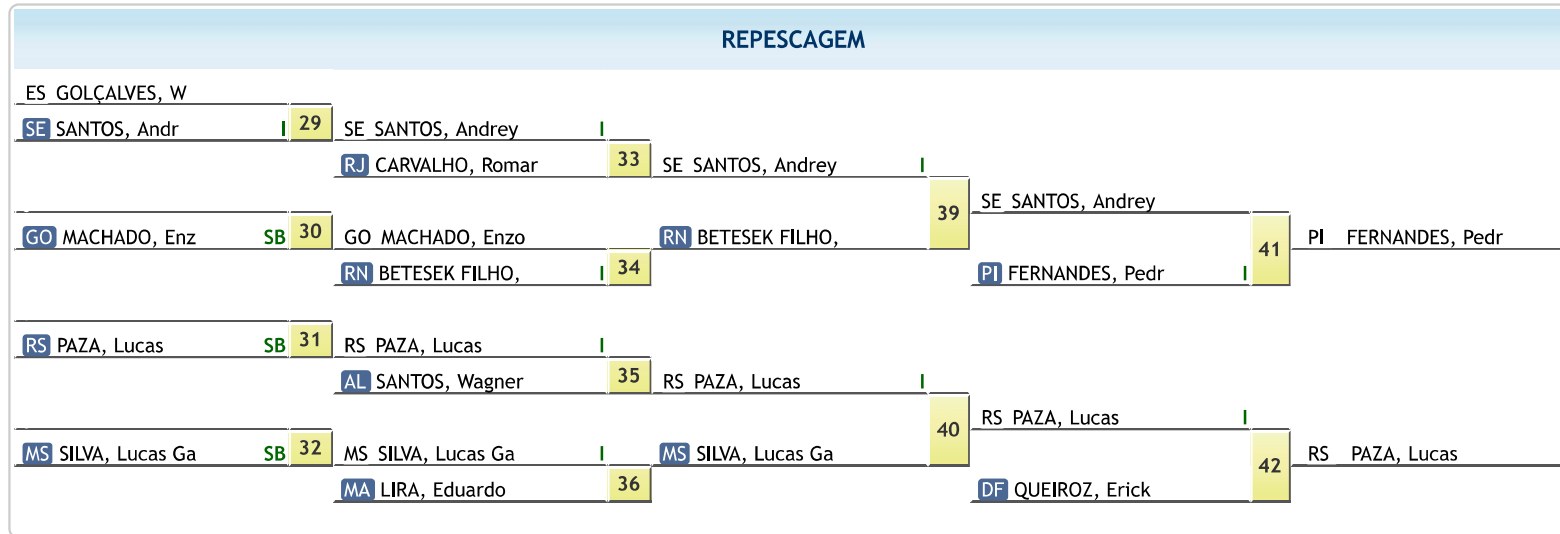 REPESCAGEM
ES GOLÇALVES, W
SE SANTOS, Andr I 29 SE SANTOS, Andrey I
RJ CARVALHO, Romar 33 SE SANTOS, Andrey I
39 SE SANTOS, Andrey
GO MACHADO, Enz SB 30 GO MACHADO, Enzo RN BETESEK FILHO, 41 PI FERNANDES, Pedr
RN BETESEK FILHO, I 34 PI FERNANDES, Pedr I
RS PAZA, Lucas SB 31 RS PAZA, Lucas I
AL SANTOS, Wagner 35 RS PAZA, Lucas I
40 RS PAZA, Lucas I
MS SILVA, Lucas Ga SB 32 MS SILVA, Lucas Ga I MS SILVA, Lucas Ga 42 RS PAZA, Lucas
MA LIRA, Eduardo 36 DF QUEIROZ, Erick